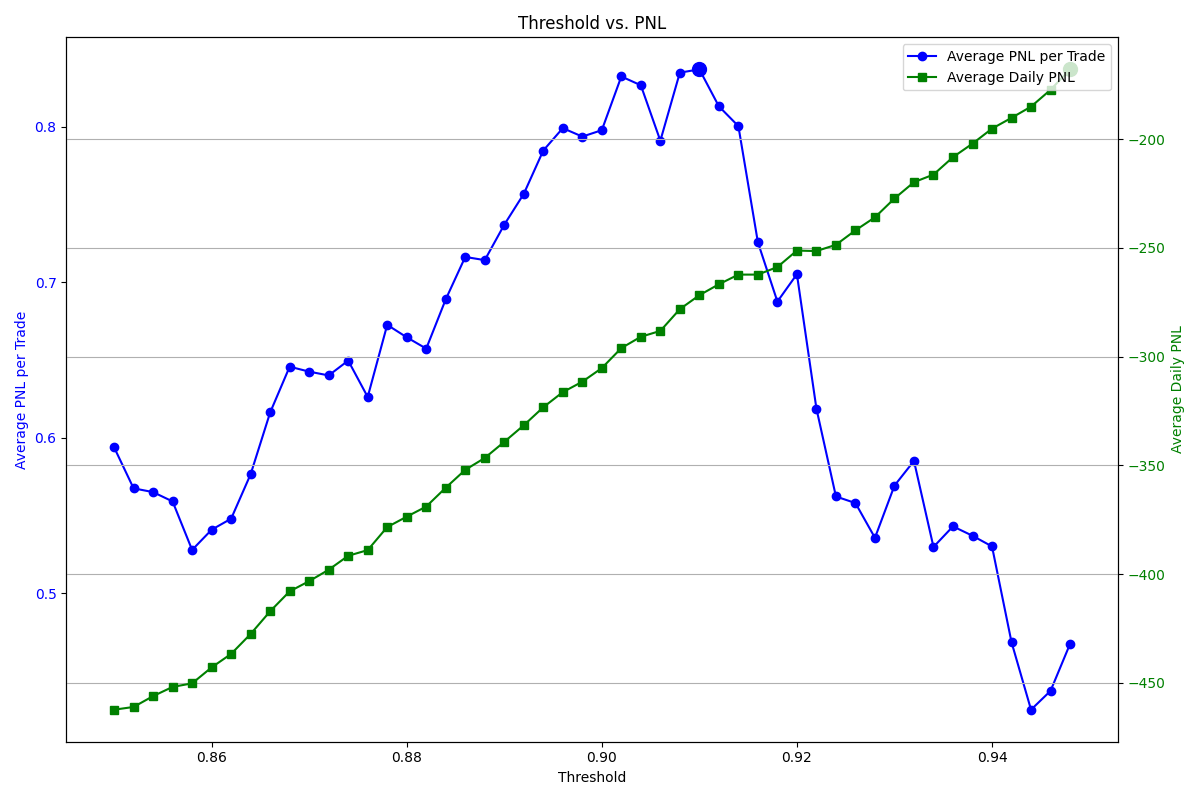 Threshold vs. PNL
Average PNL per Trade
Average Daily PNL
0.8
0.7
0.6
0.5
Average PNL per Trade
−200
−250
−300
−350
−400
−450
Average Daily PNL
0.86 0.88 0.90 0.92 0.94
Threshold